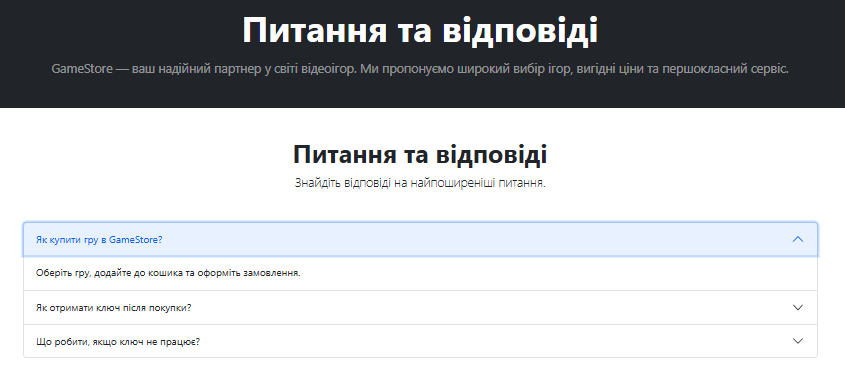 Питання та відповіді
GameStore — ваш надійний партнер у світі відеоігор. Ми пропонуємо широкий вибір ігор, вигідні ціни та першокласний сервіс.
Питання та відповіді
Знайдіть відповіді на найпоширеніші питання.
Як купити гру в GameStore?
Оберіть гру, додайте до кошика та оформіть замовлення.
Як отримати ключ після покупки?
Що робити, якщо ключ не працює?